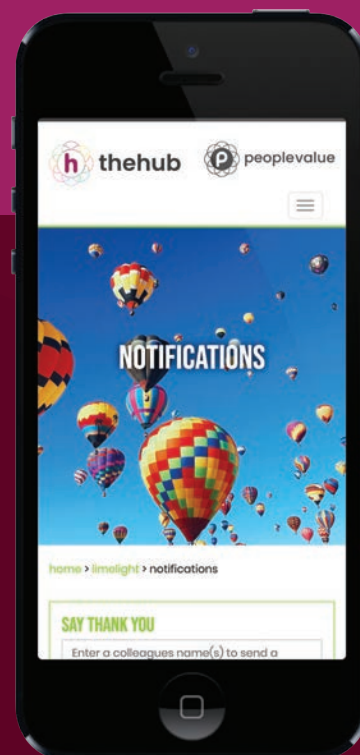 h thehub
P peoplevalue
NOTIFICATIONS
home > limelight > notifications
SAY THANK YOU
Enter a colleagues name(s) to send a